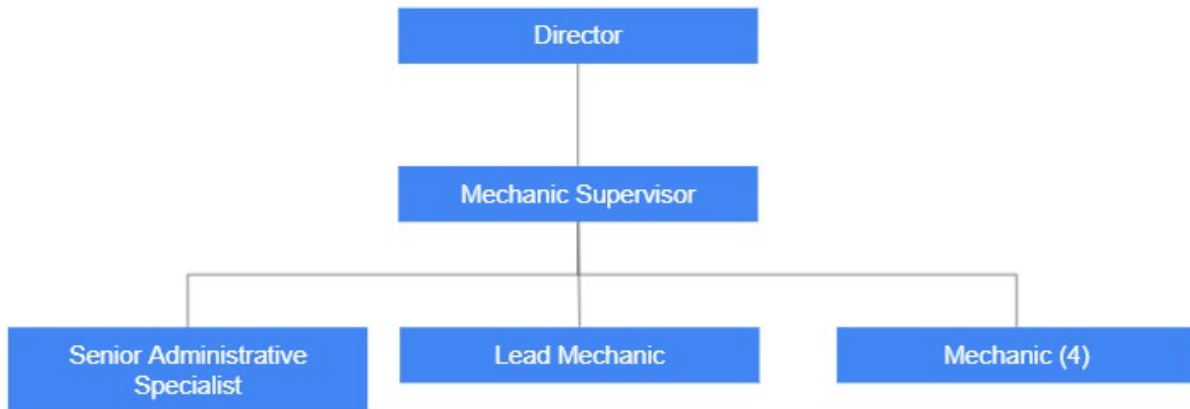 Director
Mechanic Supervisor
Senior Administrative
Specialist
Lead Mechanic
Mechanic (4)